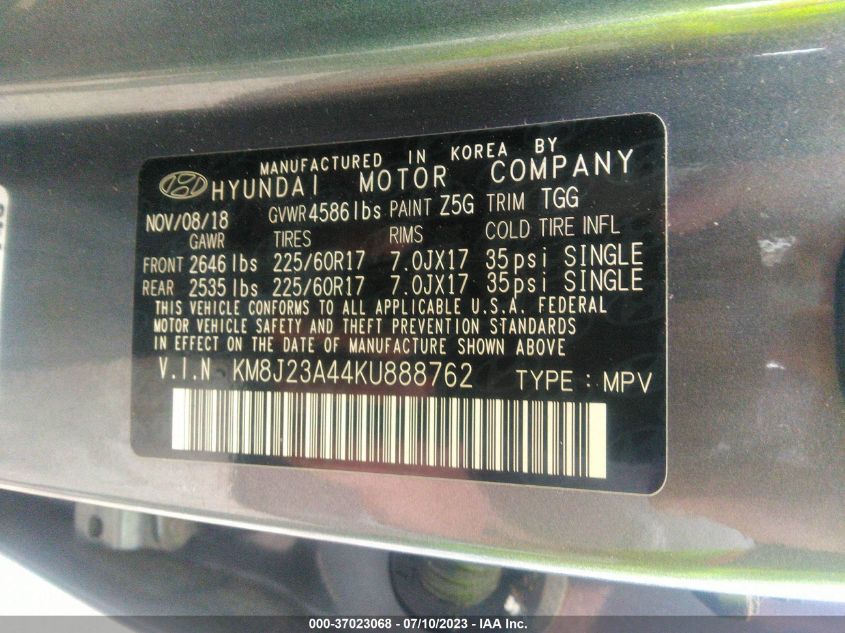 MANUFACTURED IN KOREA BY
HYUNDAI MOTOR COMPANY
NOV/08/18 GVWR 4586lbs PAINT Z5G TRIM TGG
GAWR TIRES RIMS COLD TIRE INFL
FRONT 2646 lbs 225/60R17 7.0JX17 35psi SINGLE
REAR 2535 lbs 225/60R17 7.0JX17 35psi SINGLE
THIS VEHICLE CONFORMS TO ALL APPLICABLE U.S.A. FEDERAL
MOTOR VEHICLE SAFETY AND THEFT PREVENTION STANDARDS
IN EFFECT ON THE DATE OF MANUFACTURE SHOWN ABOVE
V.I.N KM8J23A44KU888762 TYPE : MPV
000-37023068 - 07/10/2023 - IAA Inc.